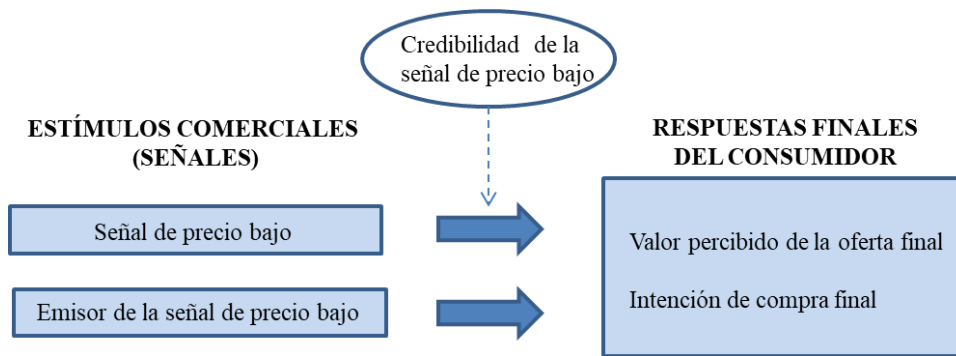 Credibilidad de la
señal de precio bajo
ESTÍMULOS COMERCIALES
(SEÑALES)
RESPUESTAS FINALES
DEL CONSUMIDOR
Señal de precio bajo
Valor percibido de la oferta final
Emisor de la señal de precio bajo
Intención de compra final